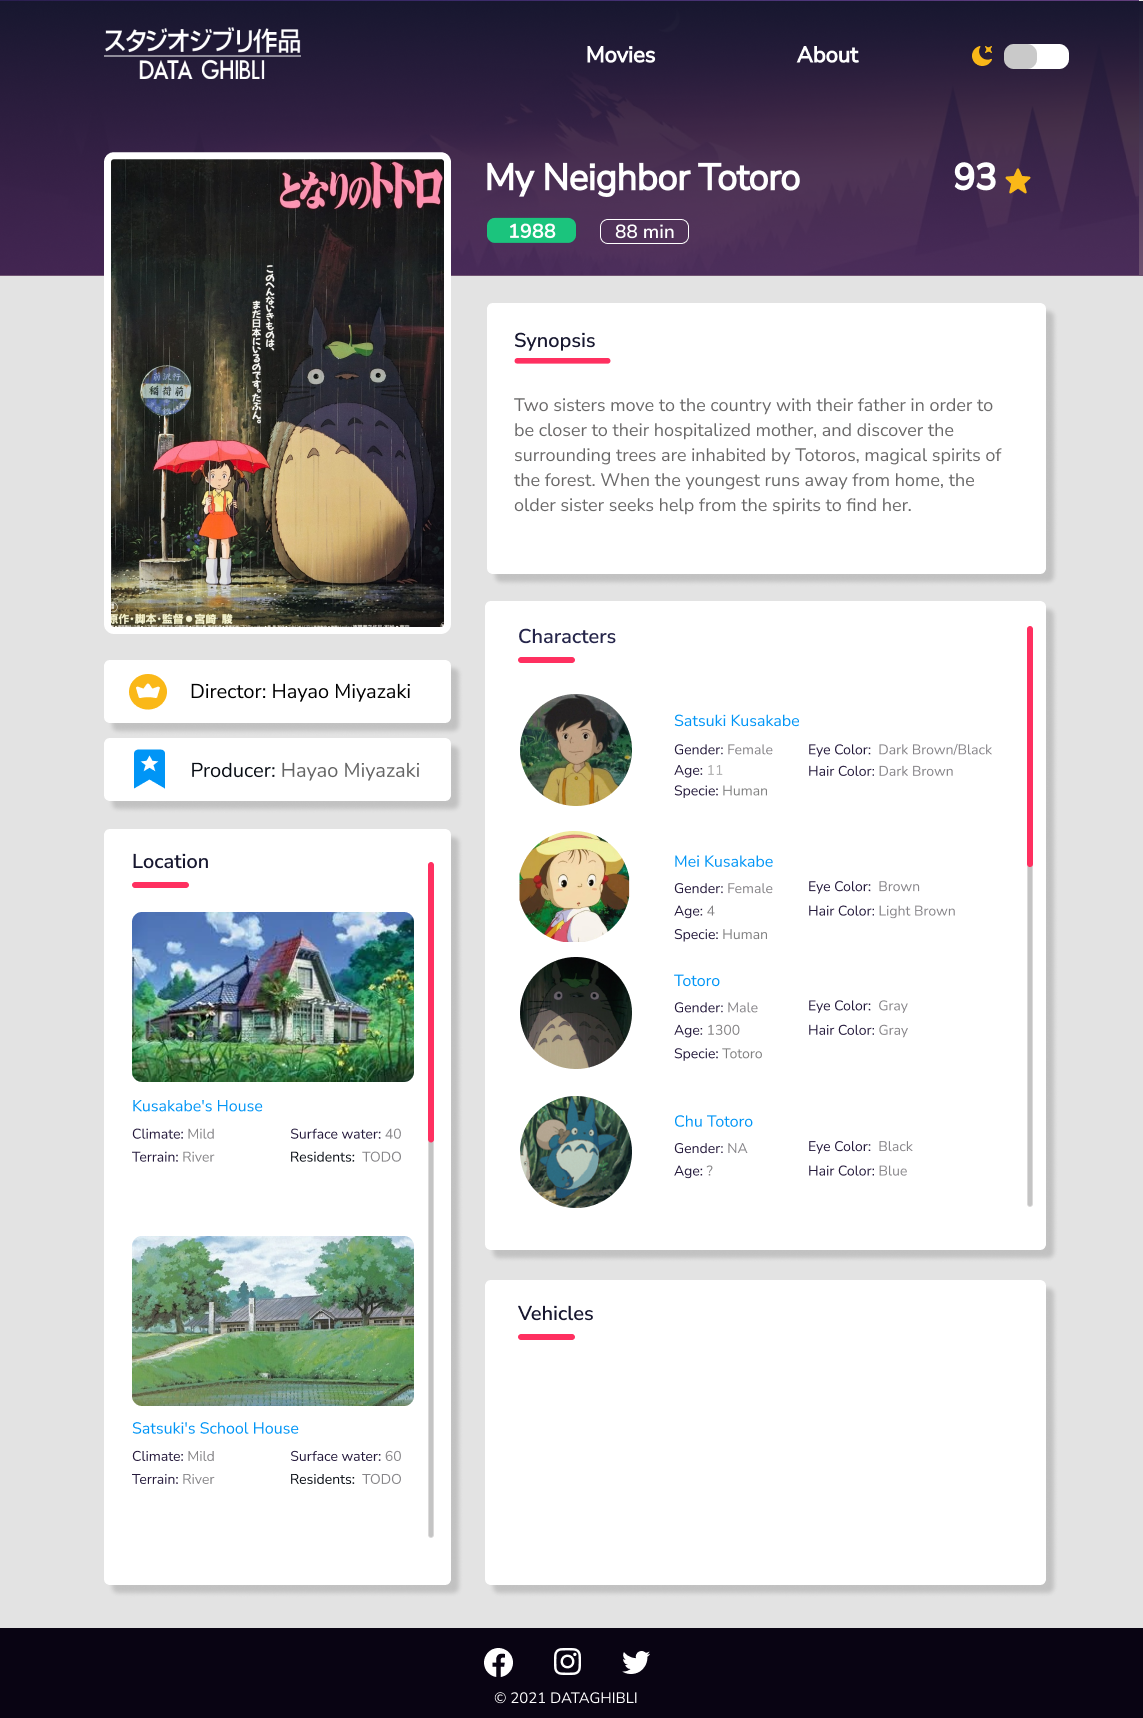 スタジオジブリ作品
DATA GHIBLI
Movies
About
My Neighbor Totoro
93
1988
88 min
となりのトトロ
このへんないきものは、
まだ日本にいるのです。たぶん。
稲荷前
原作・脚本・監督●宮崎 駿
Director: Hayao Miyazaki
Producer: Hayao Miyazaki
Location
Kusakabe's House
Climate: Mild
Surface water: 40
Terrain: River
Residents: TODO
Satsuki's School House
Climate: Mild
Surface water: 60
Terrain: River
Residents: TODO
Synopsis
Two sisters move to the country with their father in order to
be closer to their hospitalized mother, and discover the
surrounding trees are inhabited by Totoros, magical spirits of
the forest. When the youngest runs away from home, the
older sister seeks help from the spirits to find her.
Characters
Satsuki Kusakabe
Gender: Female
Eye Color: Dark Brown/Black
Age: 11
Hair Color: Dark Brown
Specie: Human
Mei Kusakabe
Gender: Female
Eye Color: Brown
Age: 4
Hair Color: Light Brown
Specie: Human
Totoro
Gender: Male
Eye Color: Gray
Age: 1300
Hair Color: Gray
Specie: Totoro
Chu Totoro
Gender: NA
Eye Color: Black
Age: ?
Hair Color: Blue
Vehicles
© 2021 DATAGHIBLI